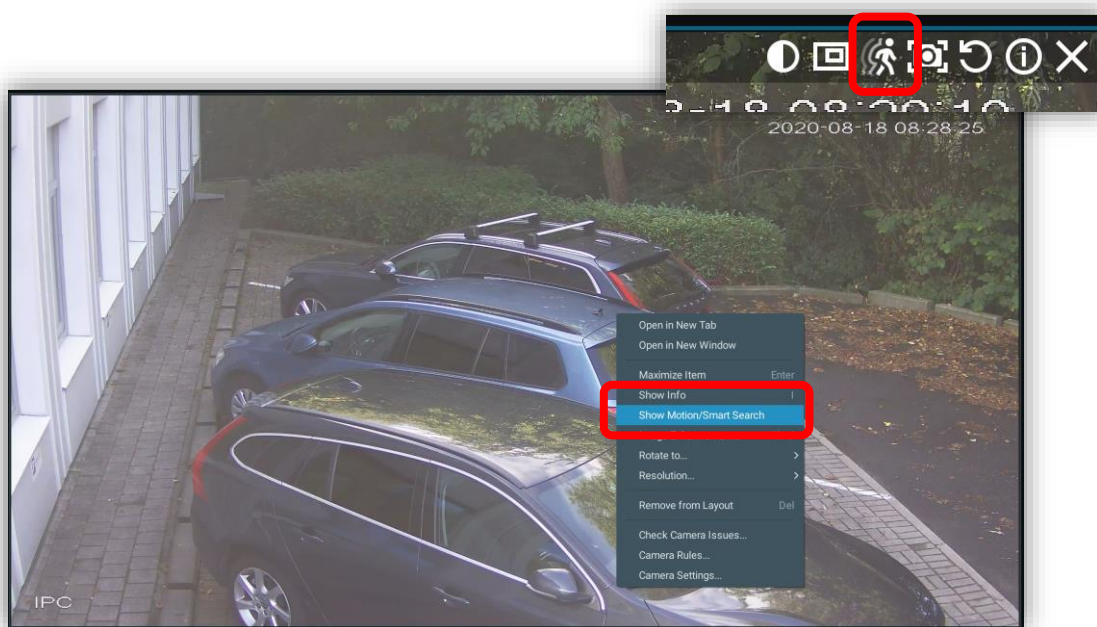 2020-08-18 08:28:25
Open in New Tab
Open in New Window
Maximize Item Enter
Show Info I
Show Motion/Smart Search
Rotate to... >
Resolution... >
Remove from Layout Del
Check Camera Issues...
Camera Rules...
Camera Settings...
IPC